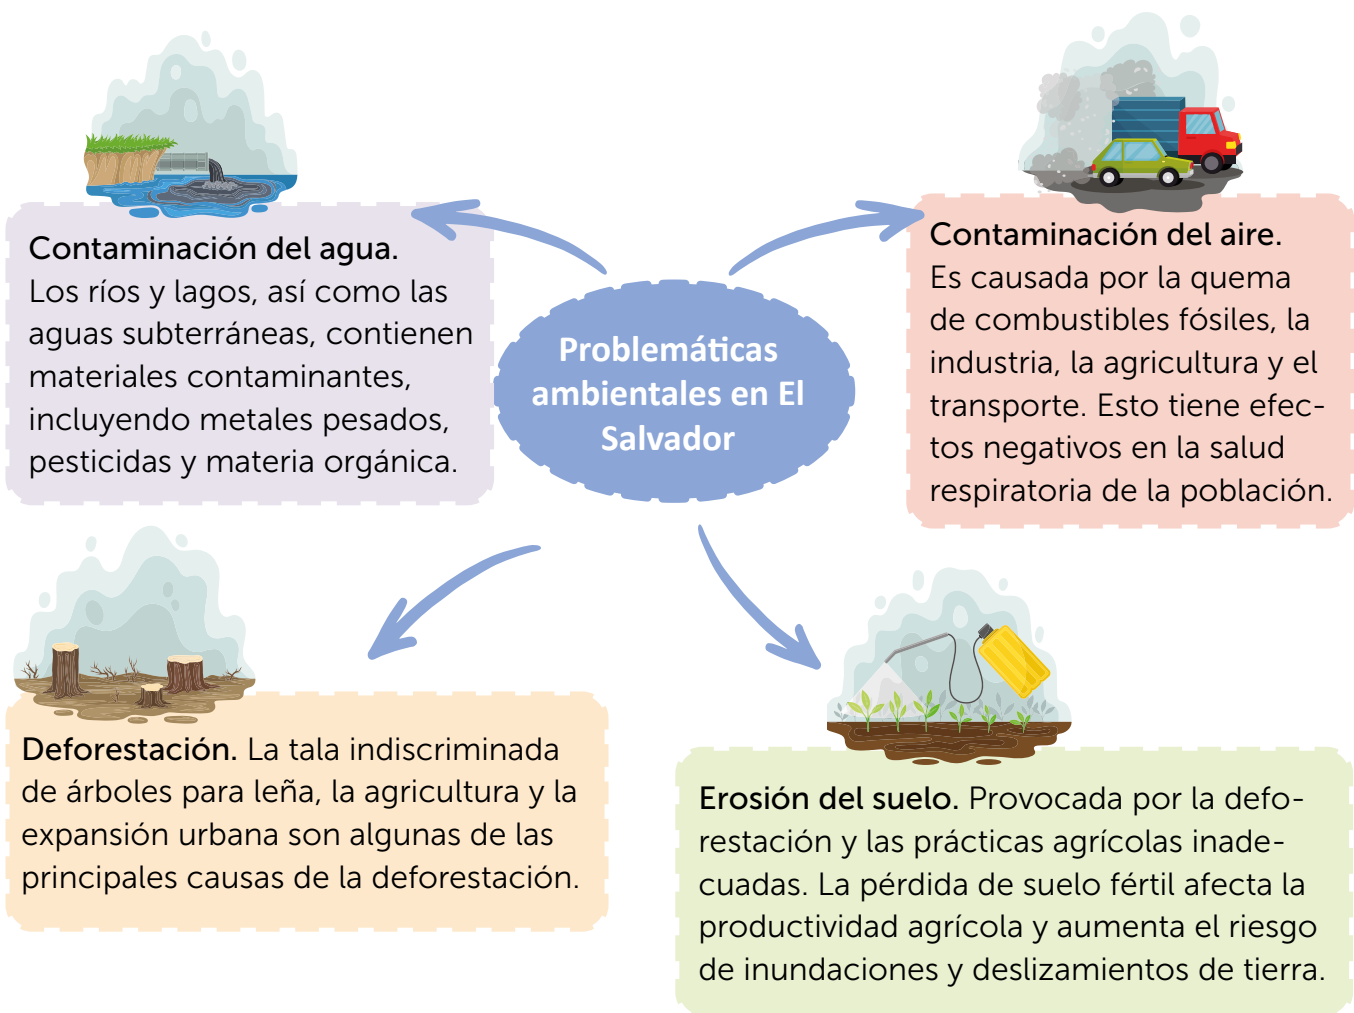 Problemáticas
ambientales en El
Salvador
Contaminación del agua.
Los ríos y lagos, así como las
aguas subterráneas, contienen
materiales contaminantes,
incluyendo metales pesados,
pesticidas y materia orgánica.
Contaminación del aire.
Es causada por la quema
de combustibles fósiles, la
industria, la agricultura y el
transporte. Esto tiene efec-
tos negativos en la salud
respiratoria de la población.
Deforestación. La tala indiscriminada
de árboles para leña, la agricultura y la
expansión urbana son algunas de las
principales causas de la deforestación.
Erosión del suelo. Provocada por la defo-
restación y las prácticas agrícolas inade-
cuadas. La pérdida de suelo fértil afecta la
productividad agrícola y aumenta el riesgo
de inundaciones y deslizamientos de tierra.